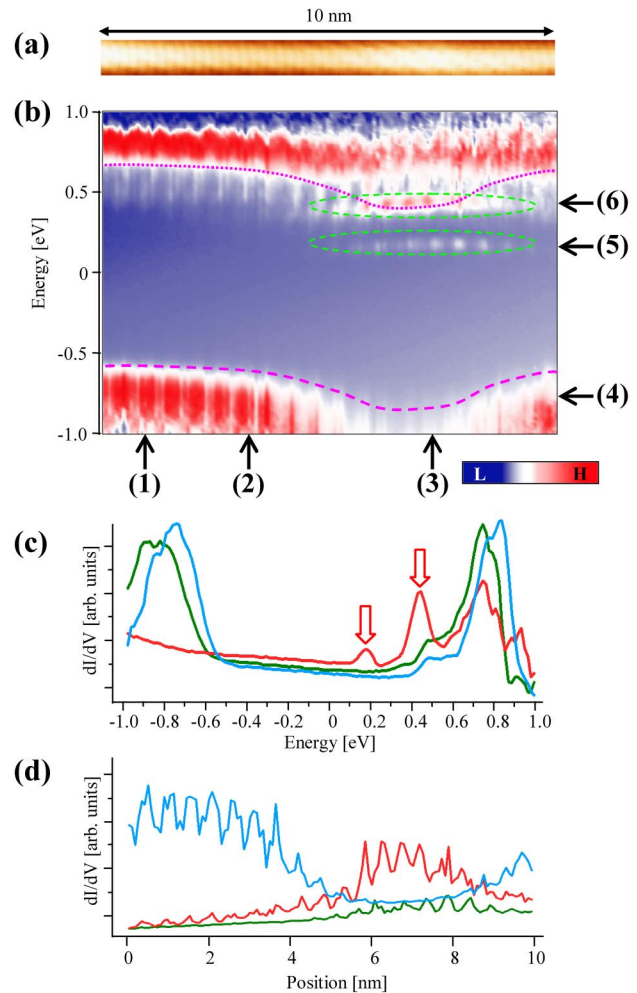 10 nm
(a)
(b)
1.0
0.5
0
-0.5
-1.0
Energy [eV]
(6)
(5)
(4)
(1) (2) (3)
L H
(c)
dI/dV [arb. units]
-1.0 -0.8 -0.6 -0.4 -0.2 0 0.2 0.4 0.6 0.8 1.0
Energy [eV]
(d)
dI/dV [arb. units]
0 2 4 6 8 10
Position [nm]